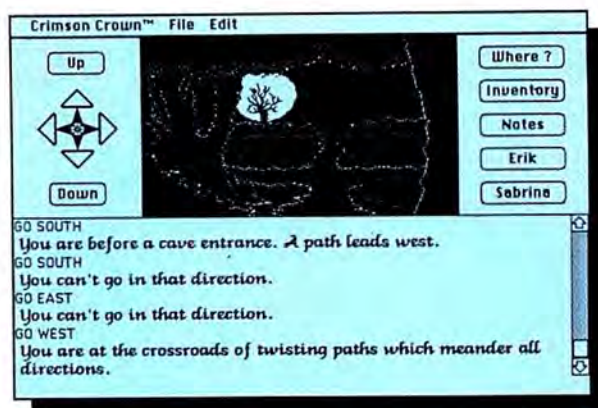 Crimson Crown™ File Edit
Up
Down
Where ?
Inventory
Notes
Erik
Sabrina
GO SOUTH
You are before a cave entrance. A path leads west.
GO SOUTH
You can't go in that direction.
GO EAST
You can't go in that direction.
GO WEST
You are at the crossroads of twisting paths which meander all
directions.